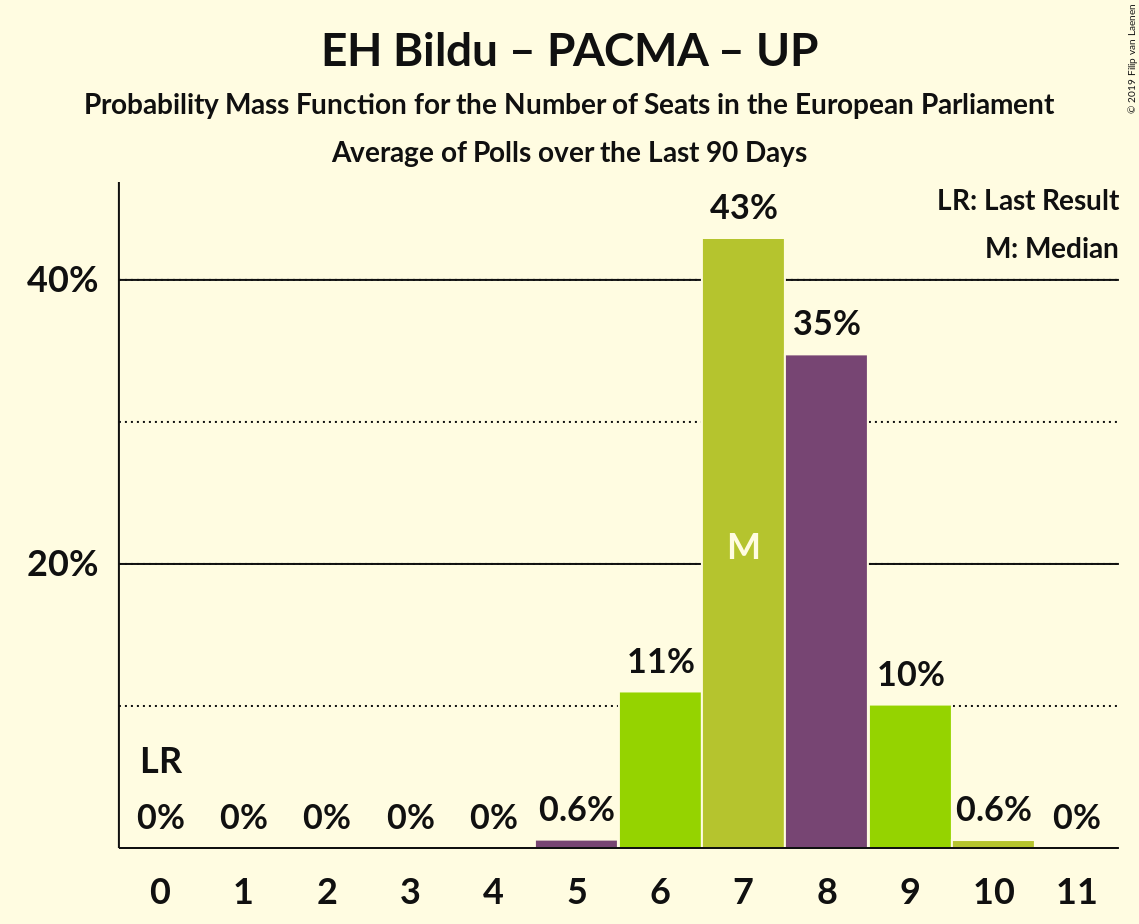 EH Bildu – PACMA – UP
Probability Mass Function for the Number of Seats in the European Parliament
Average of Polls over the Last 90 Days
© 2019 Filip van Laenen
LR: Last Result
M: Median
40%
20%
LR
0%
0%
0%
0%
0%
0.6%
11%
43%
M
35%
10%
0.6%
0%
0 1 2 3 4 5 6 7 8 9 10 11